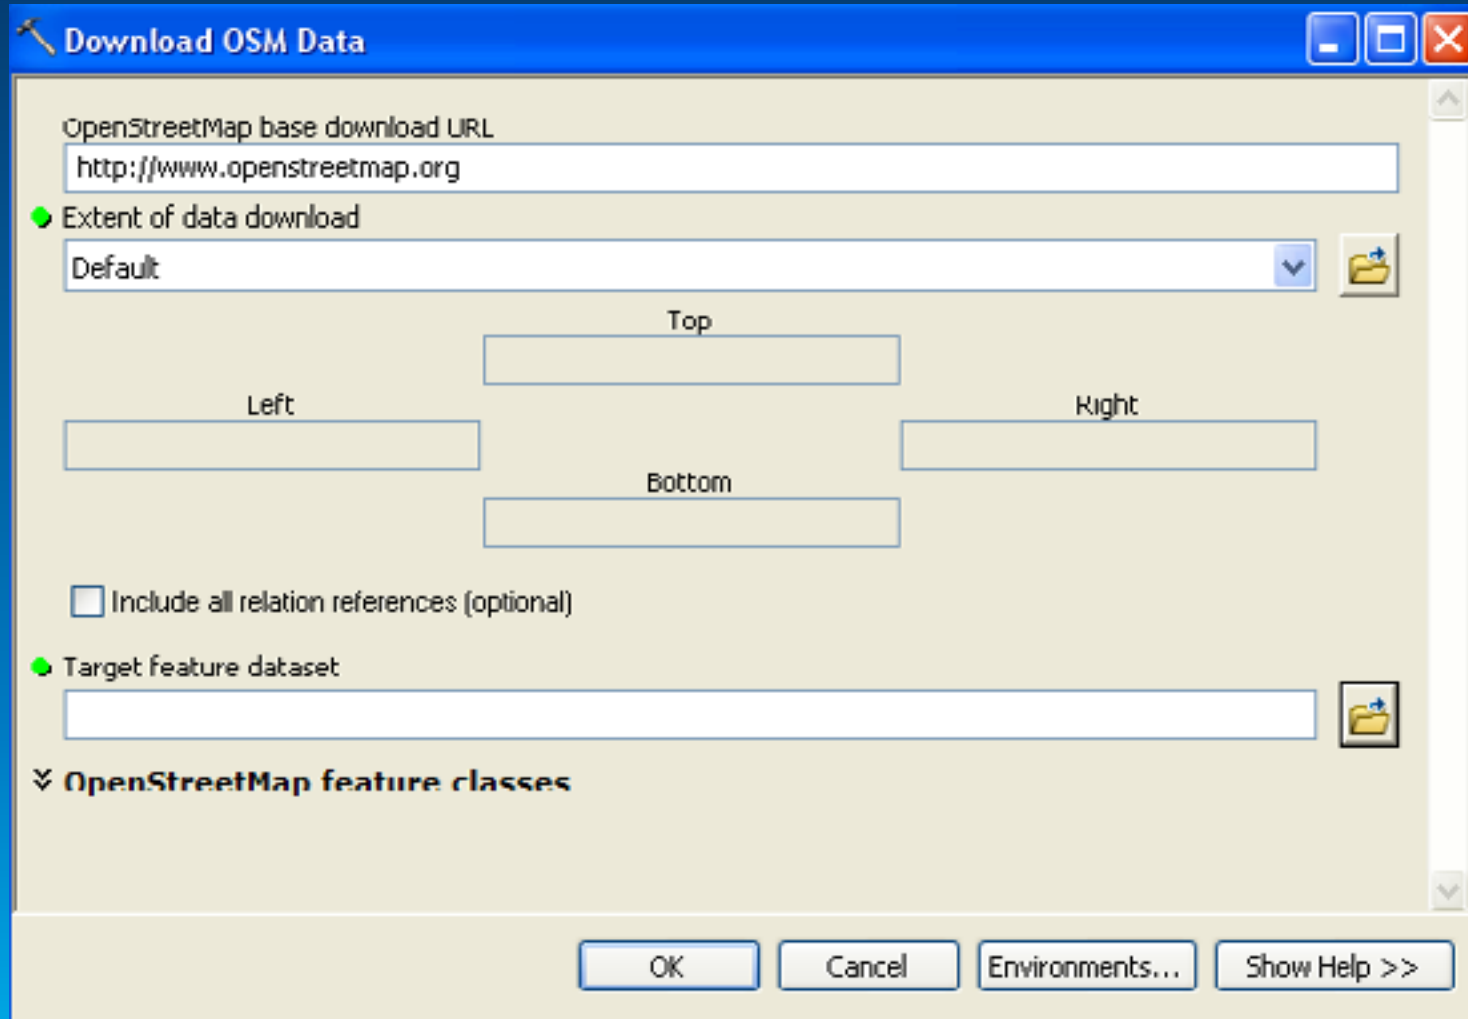 Download OSM Data
OpenStreetMap base download URL
http://www.openstreetmap.org
Extent of data download
Default
Top
Left
Right
Bottom
Include all relation references (optional)
Target feature dataset
OpenStreetMap feature classes
OK Cancel Environments... Show Help >>